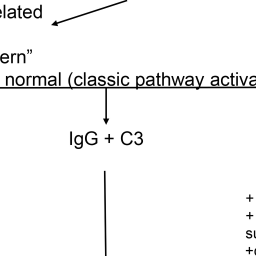 elated
ern”
normal (classic pathway activa
IgG + C3
+
+
su
+